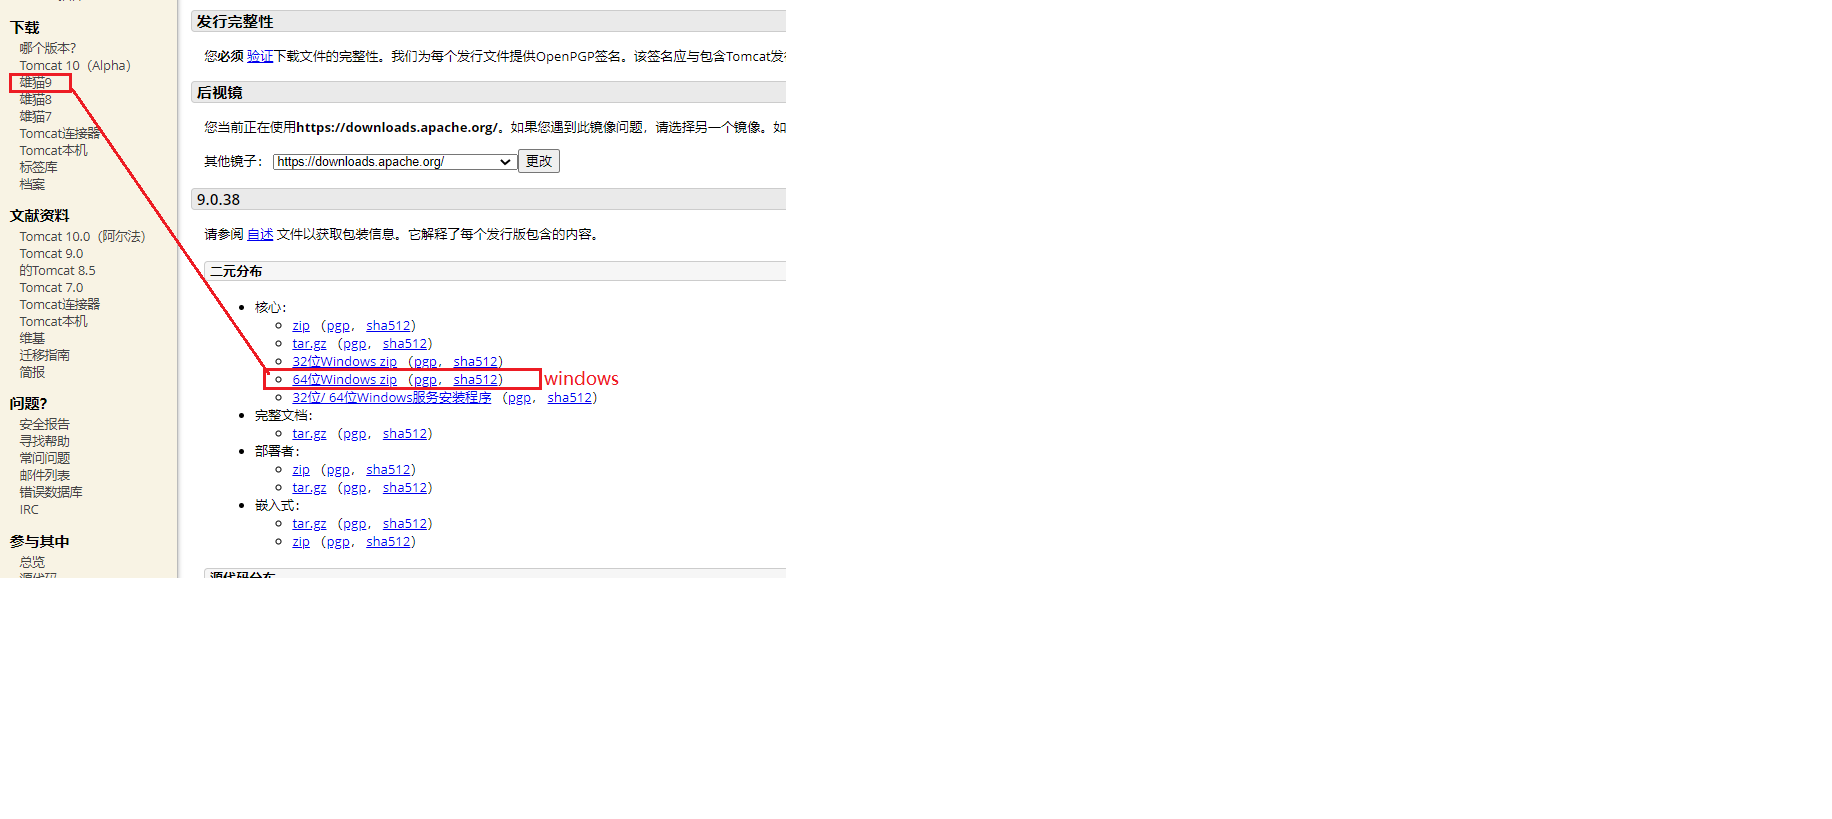 下载
哪个版本？
Tomcat 10（Alpha）
雄猫9
雄猫8
雄猫7
Tomcat连接器
Tomcat本机
标签库
档案
文献资料
Tomcat 10.0（阿尔法）
Tomcat 9.0
的Tomcat 8.5
Tomcat 7.0
Tomcat连接器
Tomcat本机
维基
迁移指南
简报
问题？
安全报告
寻找帮助
常问问题
邮件列表
错误数据库
IRC
参与其中
总览
源代码
发行完整性
您必须 验证下载文件的完整性。我们为每个发行文件提供OpenPGP签名。该签名应与包含Tomcat发
后视镜
您当前正在使用https://downloads.apache.org/。如果您遇到此镜像问题，请选择另一个镜像。如
其他镜子： https://downloads.apache.org/ 更改
9.0.38
请参阅 自述 文件以获取包装信息。它解释了每个发行版包含的内容。
二元分布
核心：
zip （pgp， sha512）
tar.gz （pgp， sha512）
32位Windows zip （pgp， sha512）
64位Windows zip （pgp， sha512） windows
32位/ 64位Windows服务安装程序 （pgp， sha512）
完整文档：
tar.gz （pgp， sha512）
部署者：
zip （pgp， sha512）
tar.gz （pgp， sha512）
嵌入式：
tar.gz （pgp， sha512）
zip （pgp， sha512）
源代码分布